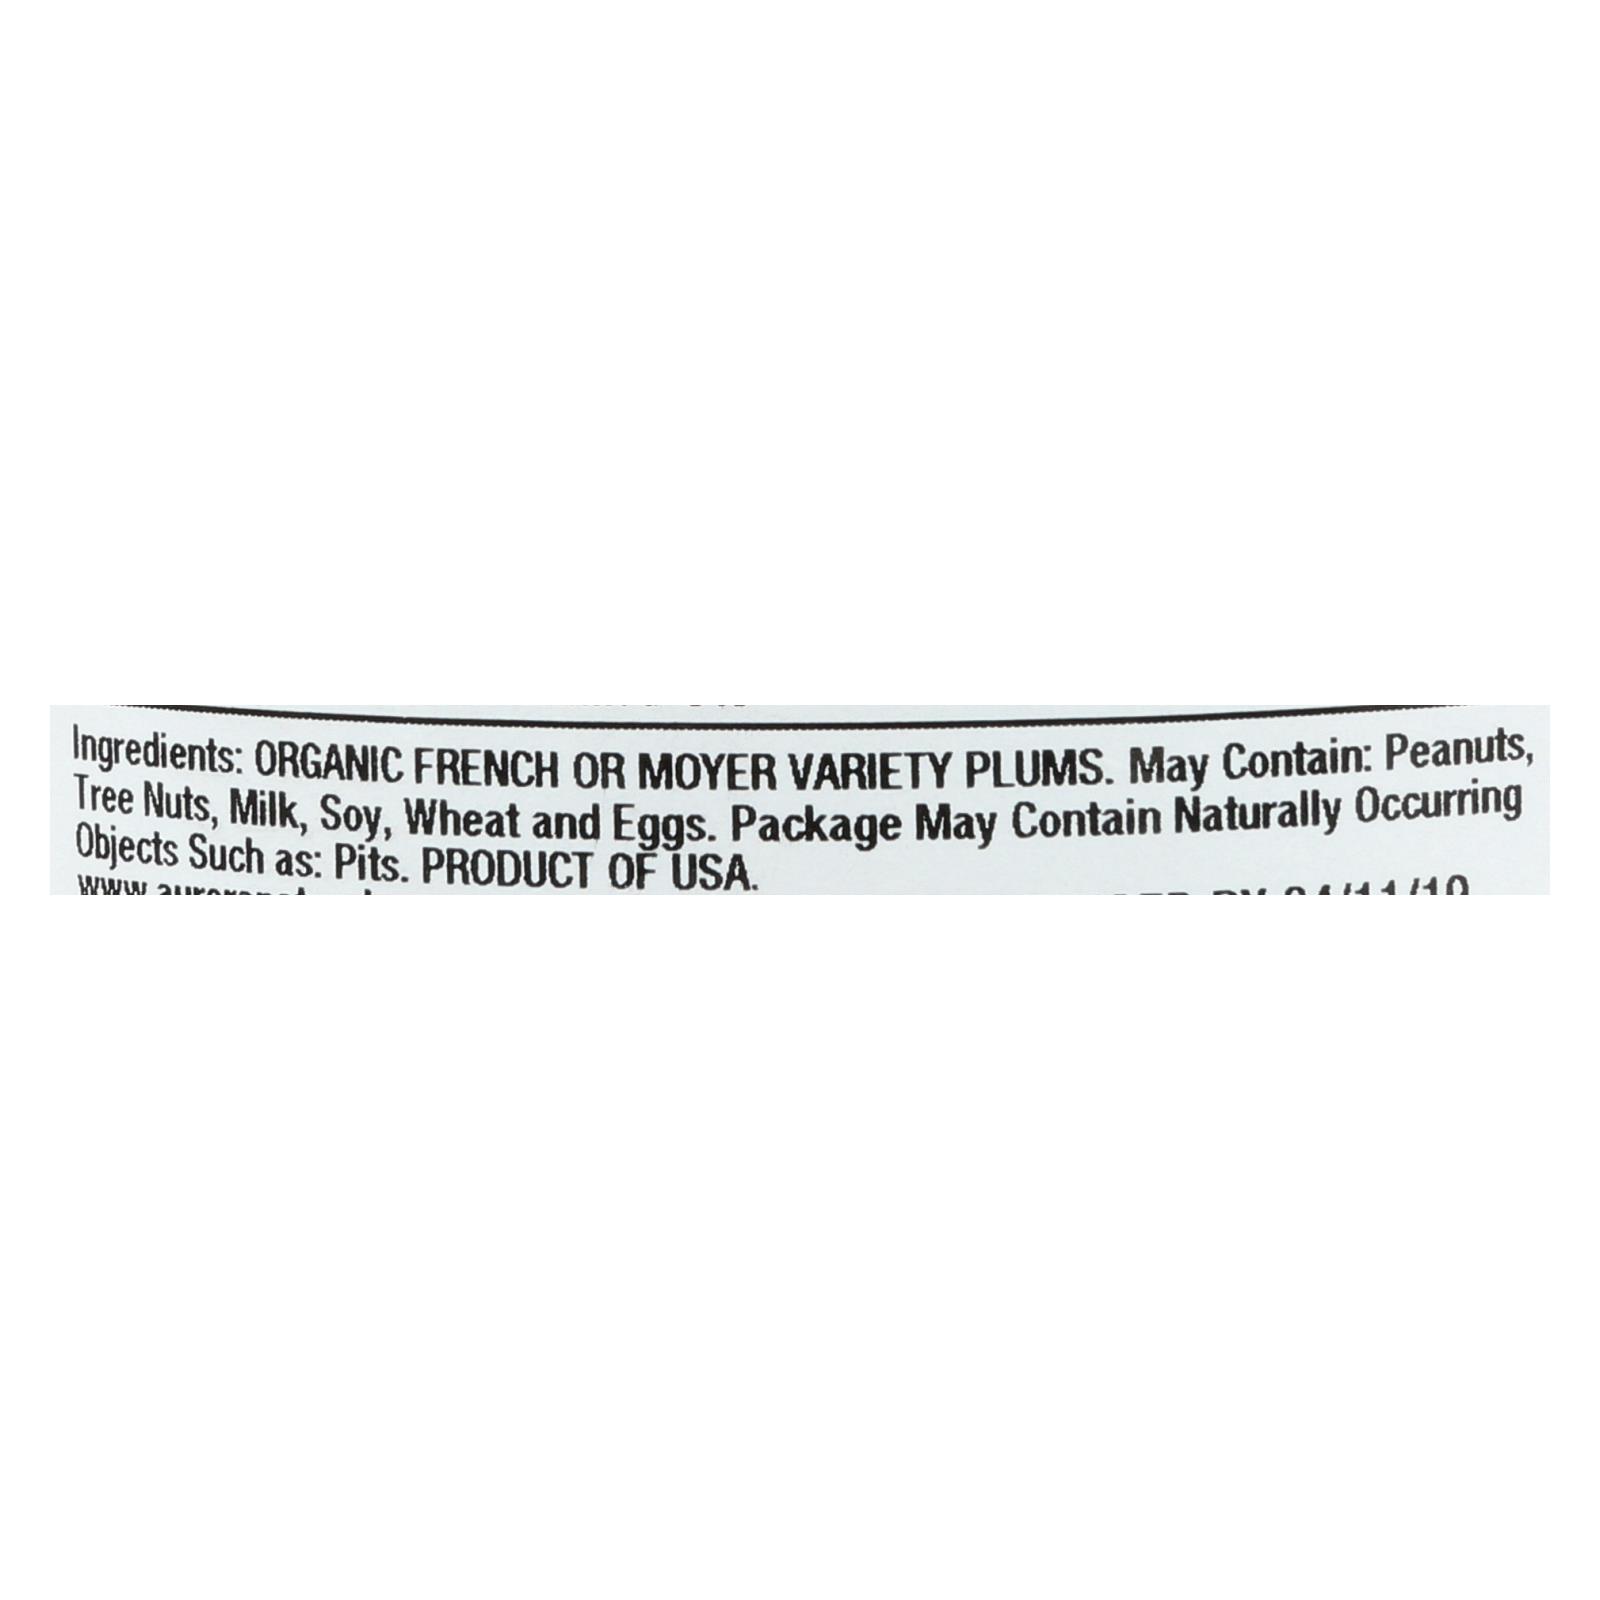 Ingredients: ORGANIC FRENCH OR MOYER VARIETY PLUMS. May Contain: Peanuts,
Tree Nuts, Milk, Soy, Wheat and Eggs. Package May Contain Naturally Occurring
Objects Such as: Pits. PRODUCT OF USA.